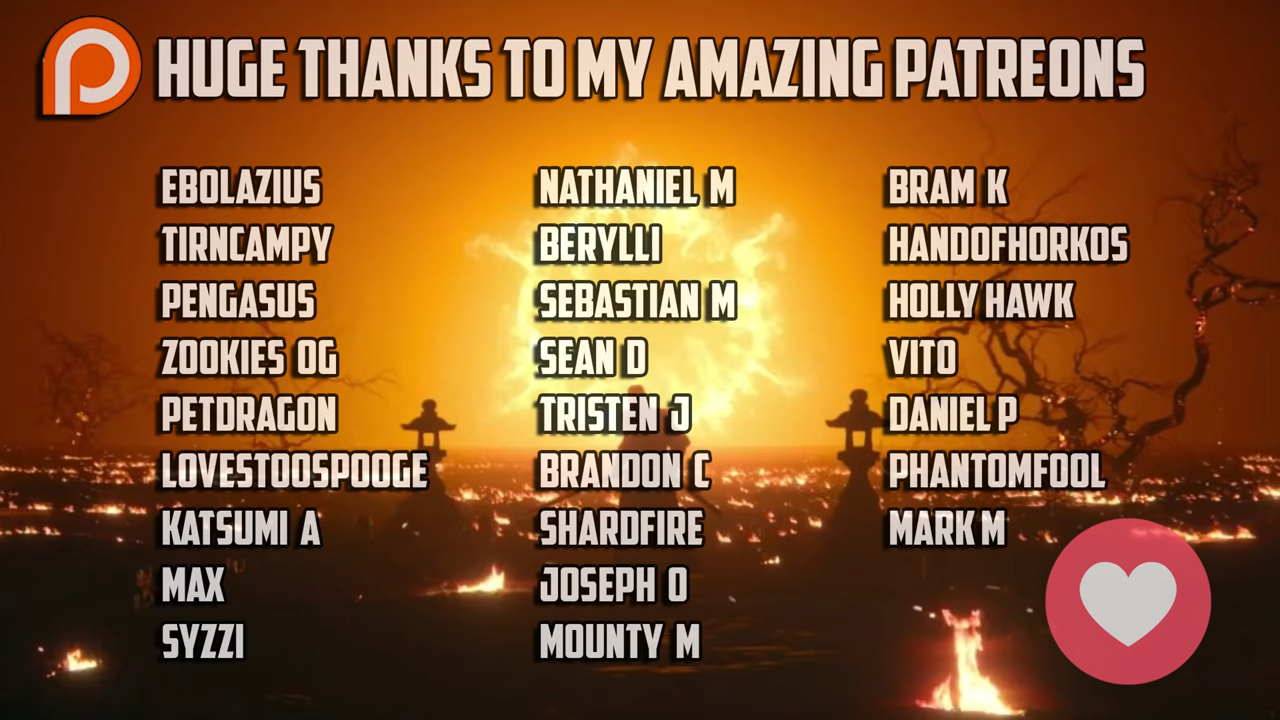 HUGE THANKS TO MY AMAZING PATREONS
EBOLAZIUS
TIRNCAMPY
PENGASUS
ZOOKIES OG
PETDRAGON
LOVESTOOSPOOGE
KATSUMI A
MAX
SYZZI
NATHANIEL M
BERYLLI
SEBASTIAN M
SEAN D
TRISTEN J
BRANDON C
SHARDFIRE
JOSEPH O
MOUNTY M
BRAM K
HANDOFHORKOS
HOLLY HAWK
VITO
DANIEL P
PHANTOMFOOL
MARK M